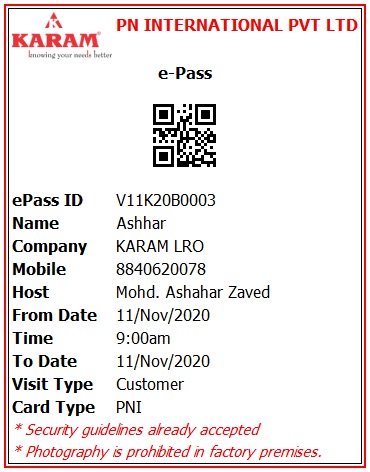 PN INTERNATIONAL PVT LTD
KARAM®
knowing your needs better
e-Pass
ePass ID V11K20B0003
Name Ashhar
Company KARAM LRO
Mobile 8840620078
Host Mohd. Ashahar Zaved
From Date 11/Nov/2020
Time 9:00am
To Date 11/Nov/2020
Visit Type Customer
Card Type PNI
* Security guidelines already accepted
* Photography is prohibited in factory premises.